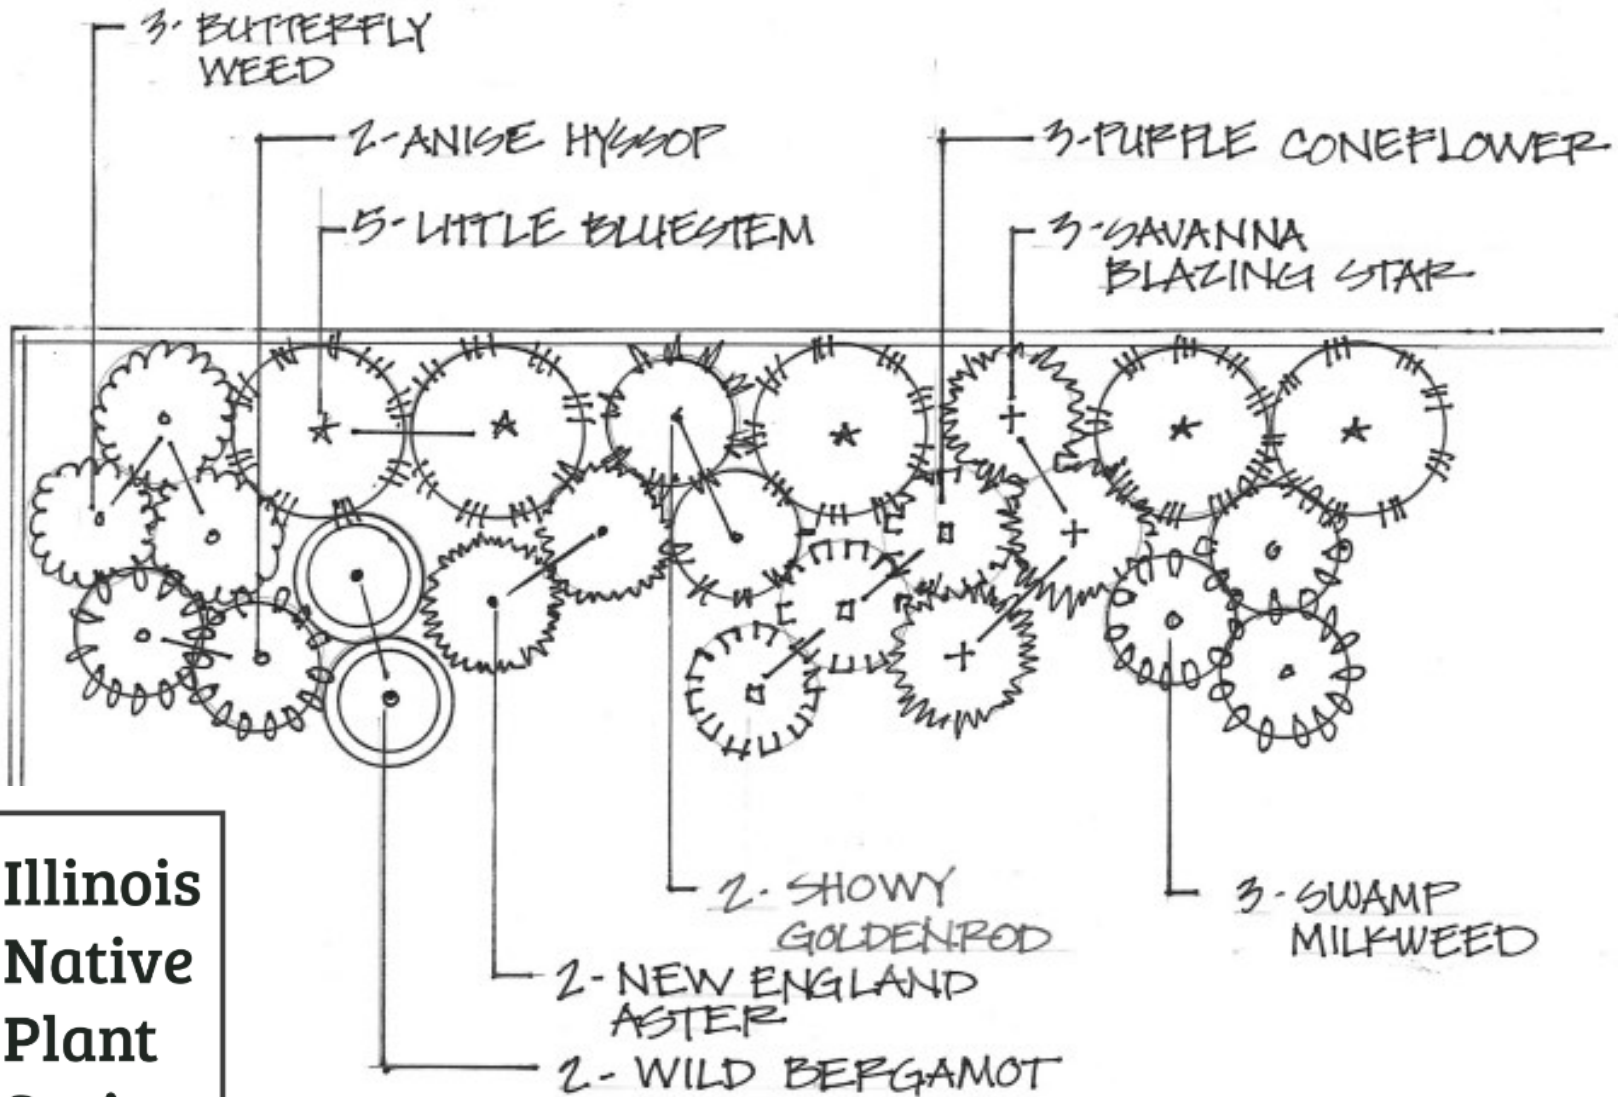 3- BUTTERFLY
WEED
2-ANISE HYSSOP
3-PURPLE CONEFLOWER
5-LITTLE BLUESTEM
3-SAVANNA
BLAZING STAR
2- SHOWY
GOLDENROD
3-SWAMP
MILKWEED
2- NEW ENGLAND
ASTER
2- WILD BERGAMOT
Illinois
Native
Plant